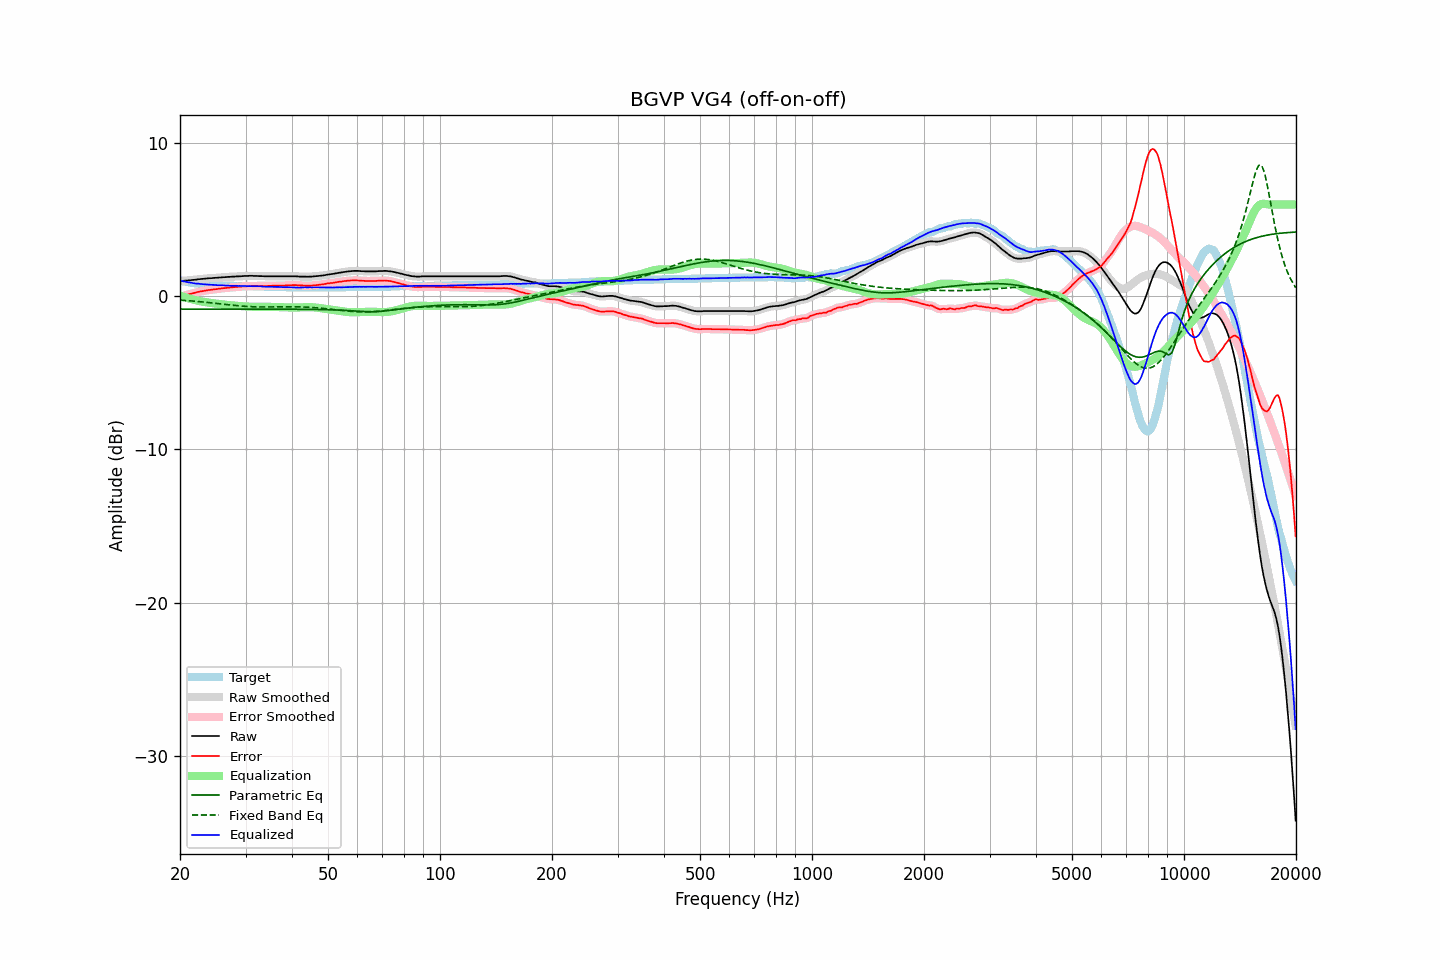 BGVP VG4 (off-on-off)
Amplitude (dBr)
10
0
−10
−20
−30
Target
Raw Smoothed
Error Smoothed
Raw
Error
Equalization
Parametric Eq
Fixed Band Eq
Equalized
20 50 100 200 500 1000 2000 5000 10000 20000
Frequency (Hz)